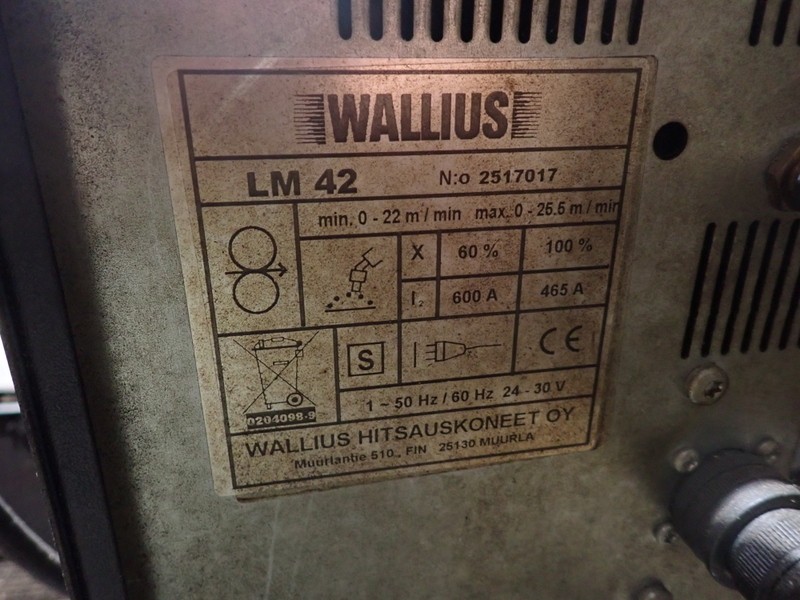 WALLIUS
LM 42 N:o 2517017
min. 0 - 22 m / min max. 0 - 25.5 m / min
X 60 % 100 %
I₂ 600 A 465 A
S CE
0204098-9
1 ~ 50 Hz / 60 Hz 24 - 30 V
WALLIUS HITSAUSKONEET OY
Muurlantie 510., FIN 25130 MUURLA